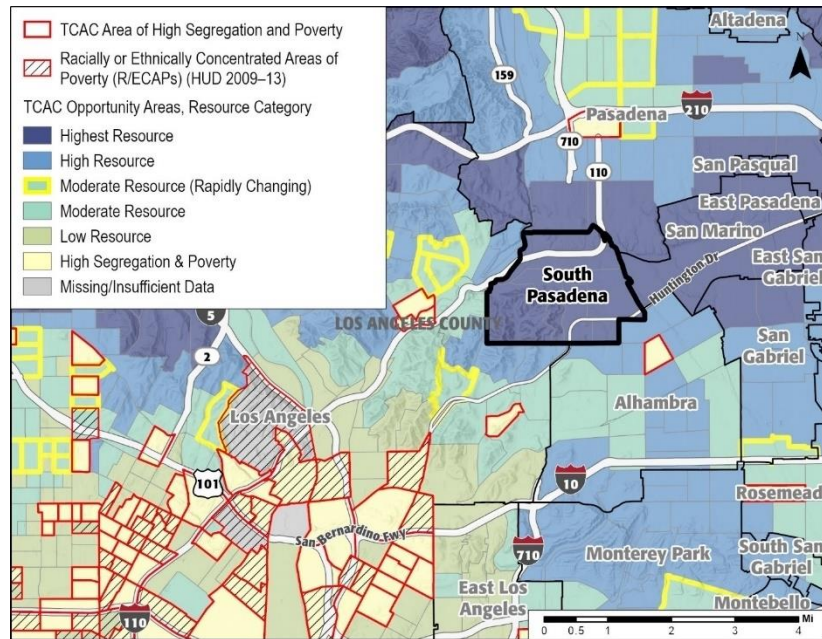 TCAC Area of High Segregation and Poverty
Racially or Ethnically Concentrated Areas of
Poverty (R/ECAPs) (HUD 2009–13)
TCAC Opportunity Areas, Resource Category
Highest Resource
High Resource
Moderate Resource (Rapidly Changing)
Moderate Resource
Low Resource
High Segregation & Poverty
Missing/Insufficient Data
Altadena
N
159
Pasadena
210
710
110
San Pasqual
East Pasadena
San Marino
East San
Gabriel
South
Pasadena
Huntington Dr
5
LOS ANGELES COUNTY
2
San
Gabriel
Los Angeles
Alhambra
101
10
Rosemead
San Bernardino Fwy
710
Monterey Park
South San
Gabriel
East Los
Angeles
Montebello
110
Mi
0 0.5 1 2 3 4